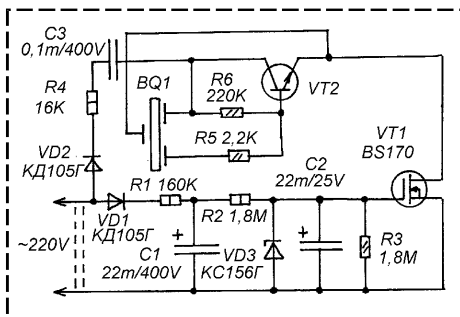 C3
0,1m/400V
R4
16K
BQ1
R6
220K
VT2
R5 2,2K
VT1
BS170
VD2
КД105Г
R1 160K
C2
22m/25V
VD1
КД105Г
R2 1,8M
~220V
C1
22m/400V
VD3
КС156Г
R3
1,8M
+
+